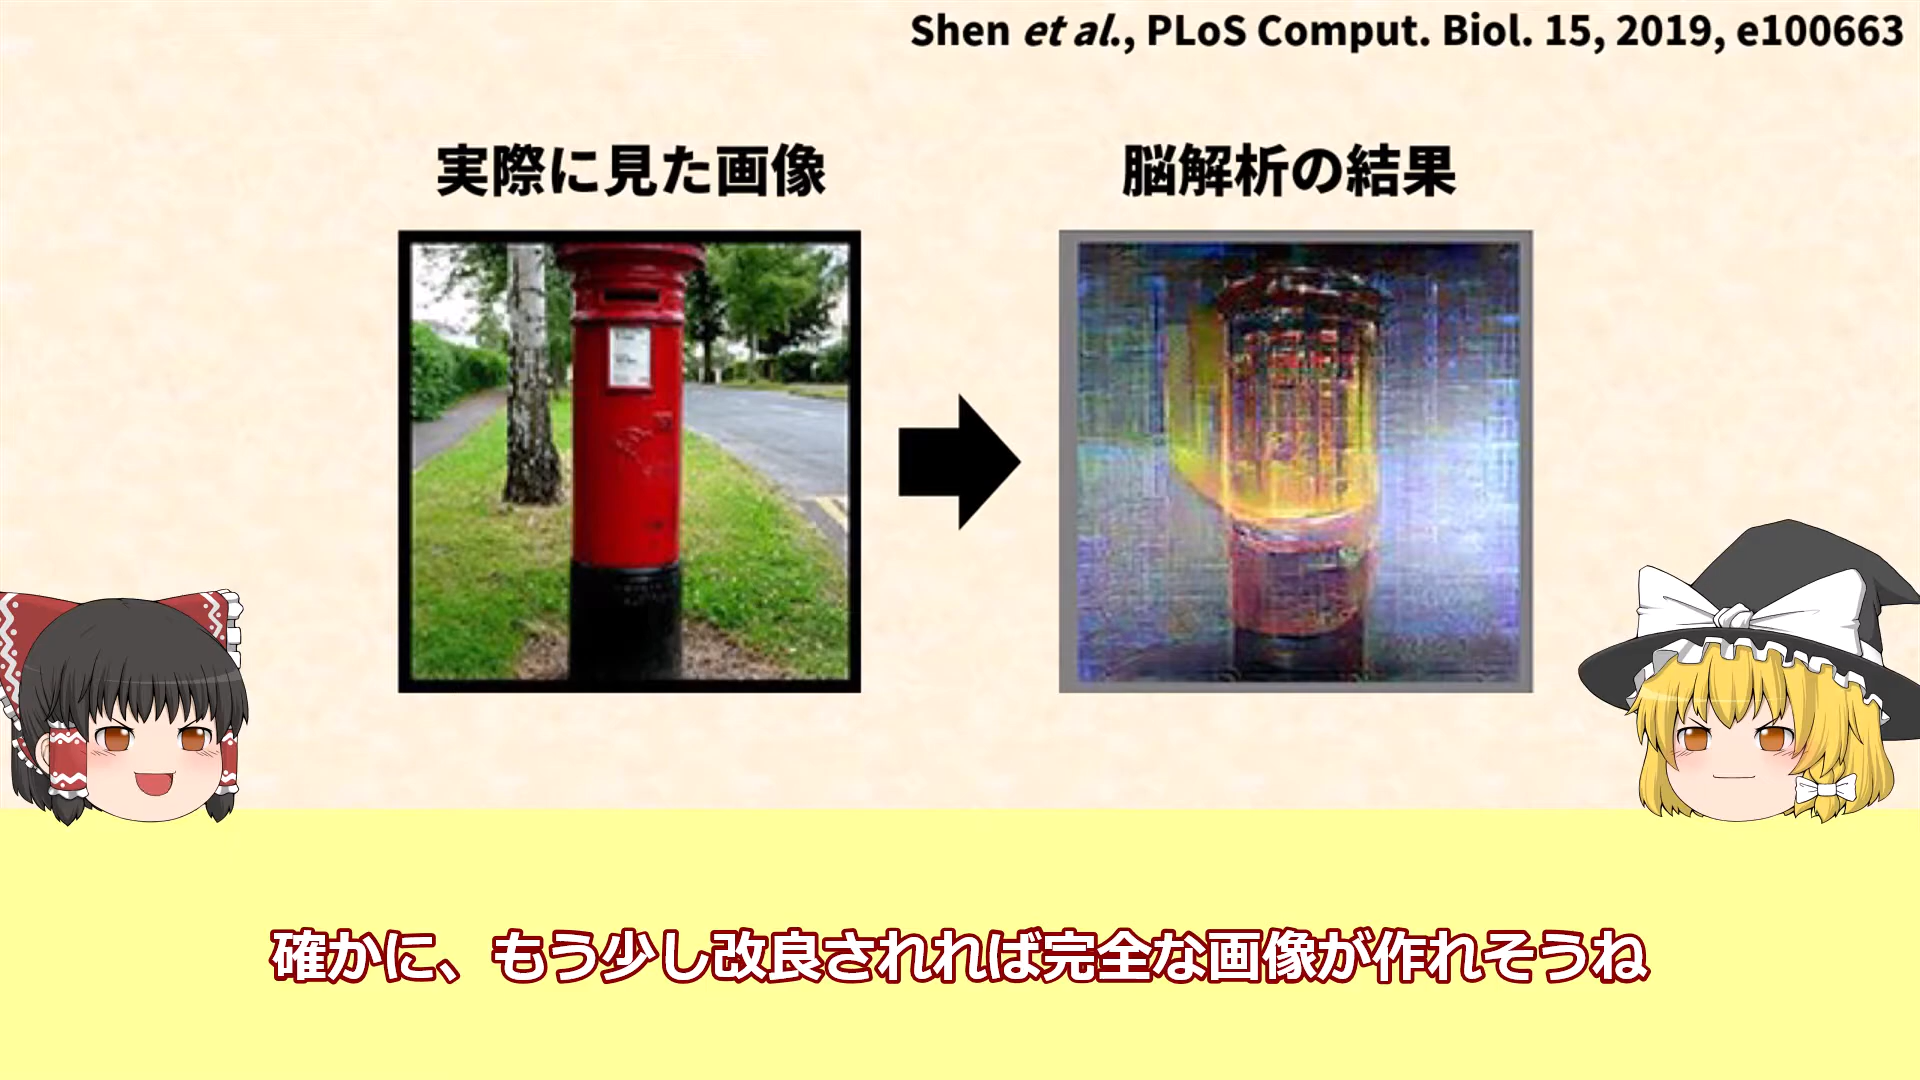 Shen et al., PLoS Comput. Biol. 15, 2019, e100663
実際に見た画像
脳解析の結果
確かに、もう少し改良されれば完全な画像が作れそうね